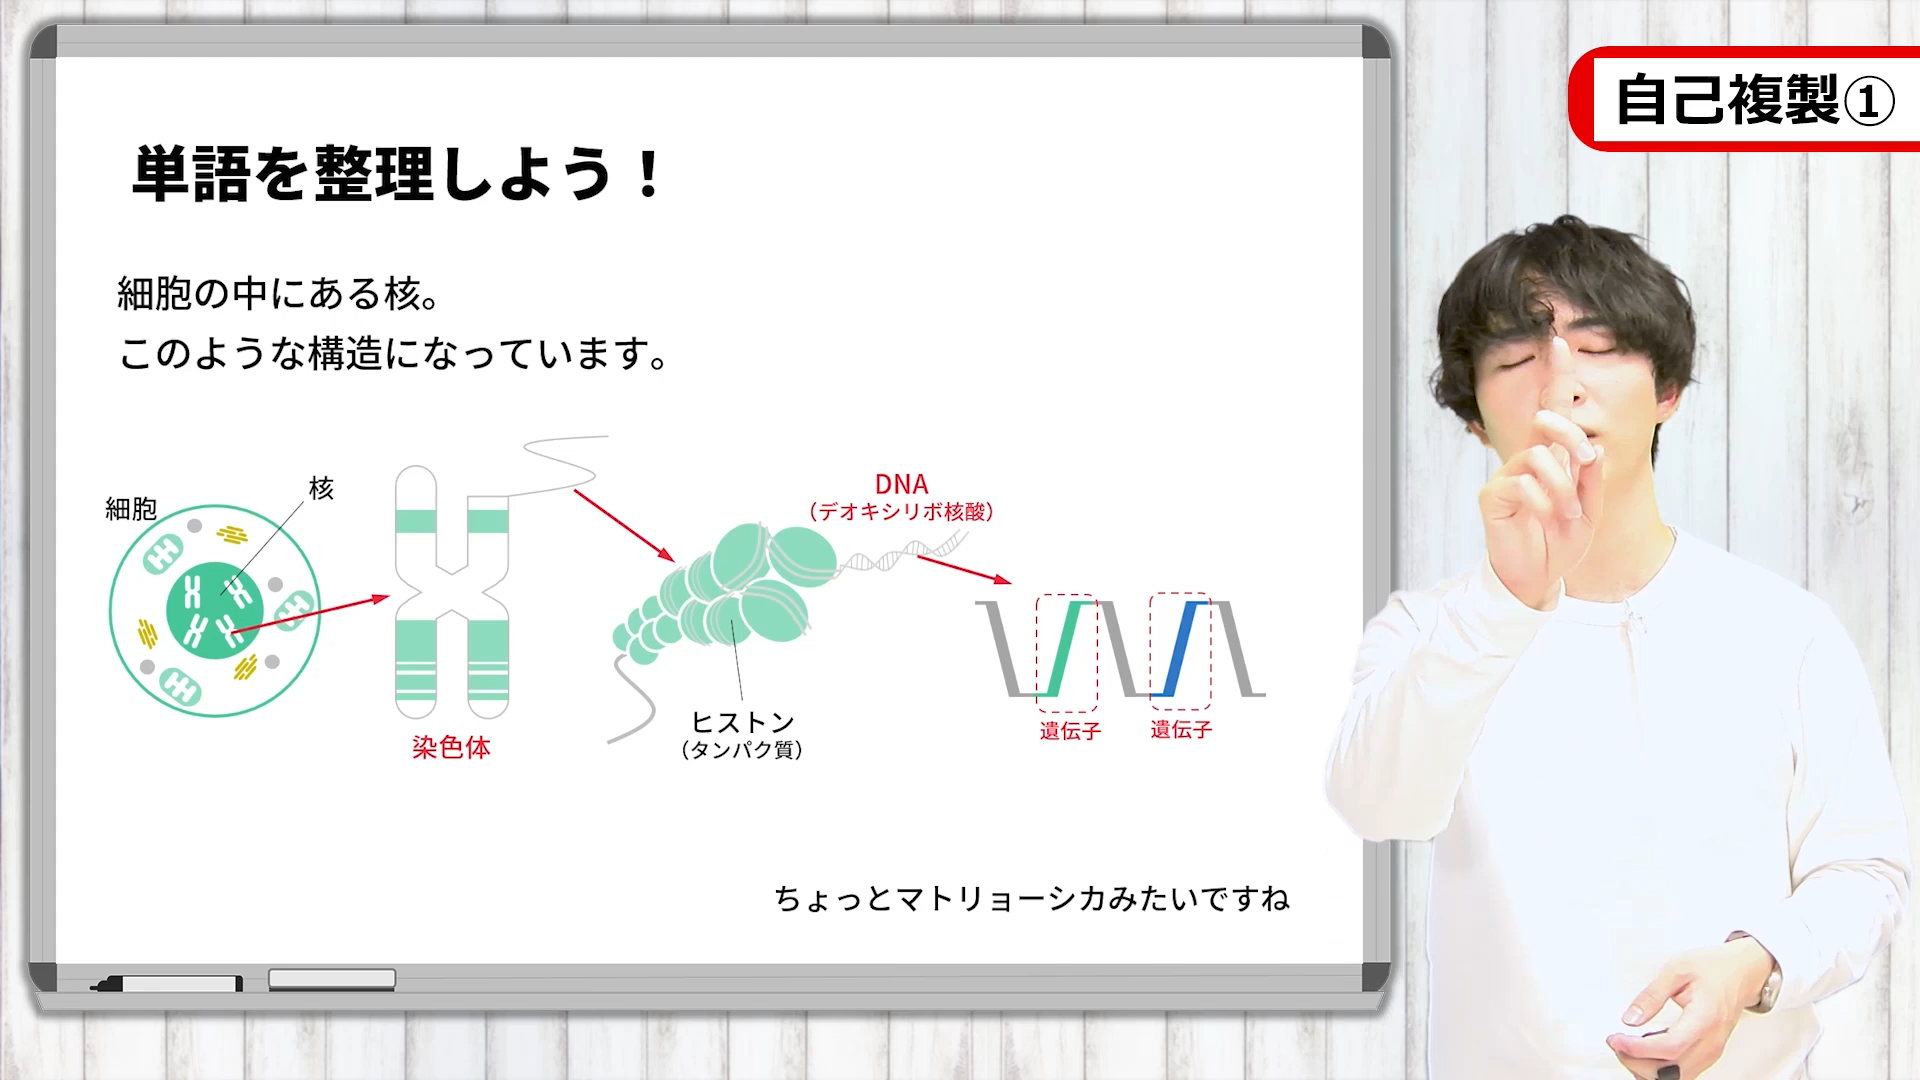 自己複製①
単語を整理しよう！
細胞の中にある核。
このような構造になっています。
細胞
核
染色体
ヒストン
（タンパク質）
DNA
（デオキシリボ核酸）
遺伝子
遺伝子
ちょっとマトリョーシカみたいですね